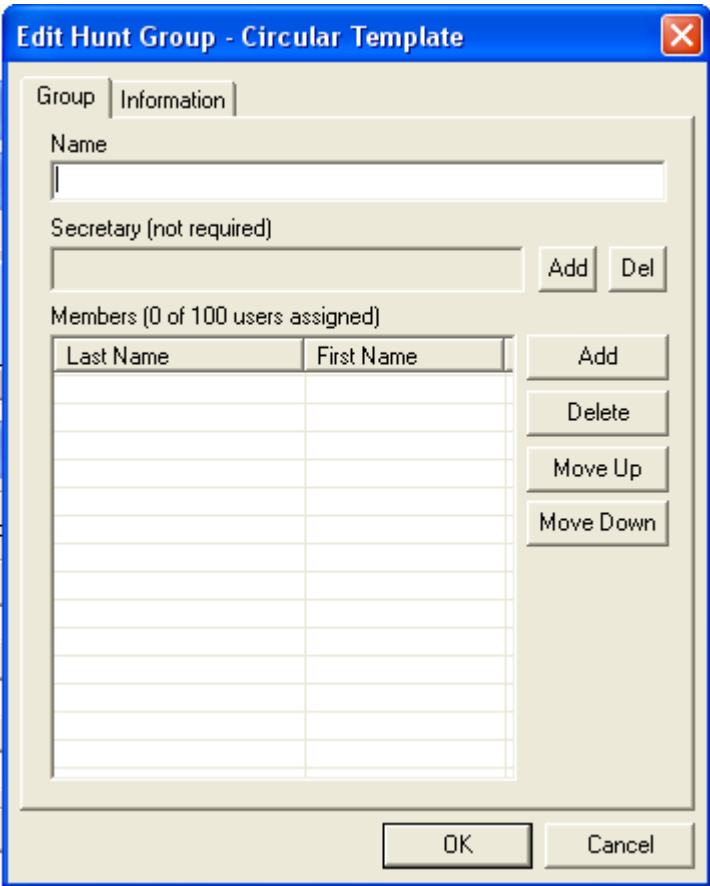 Edit Hunt Group - Circular Template
Group Information
Name
Secretary (not required)
Add Del
Members (0 of 100 users assigned)
Last Name First Name Add
Delete
Move Up
Move Down
OK Cancel